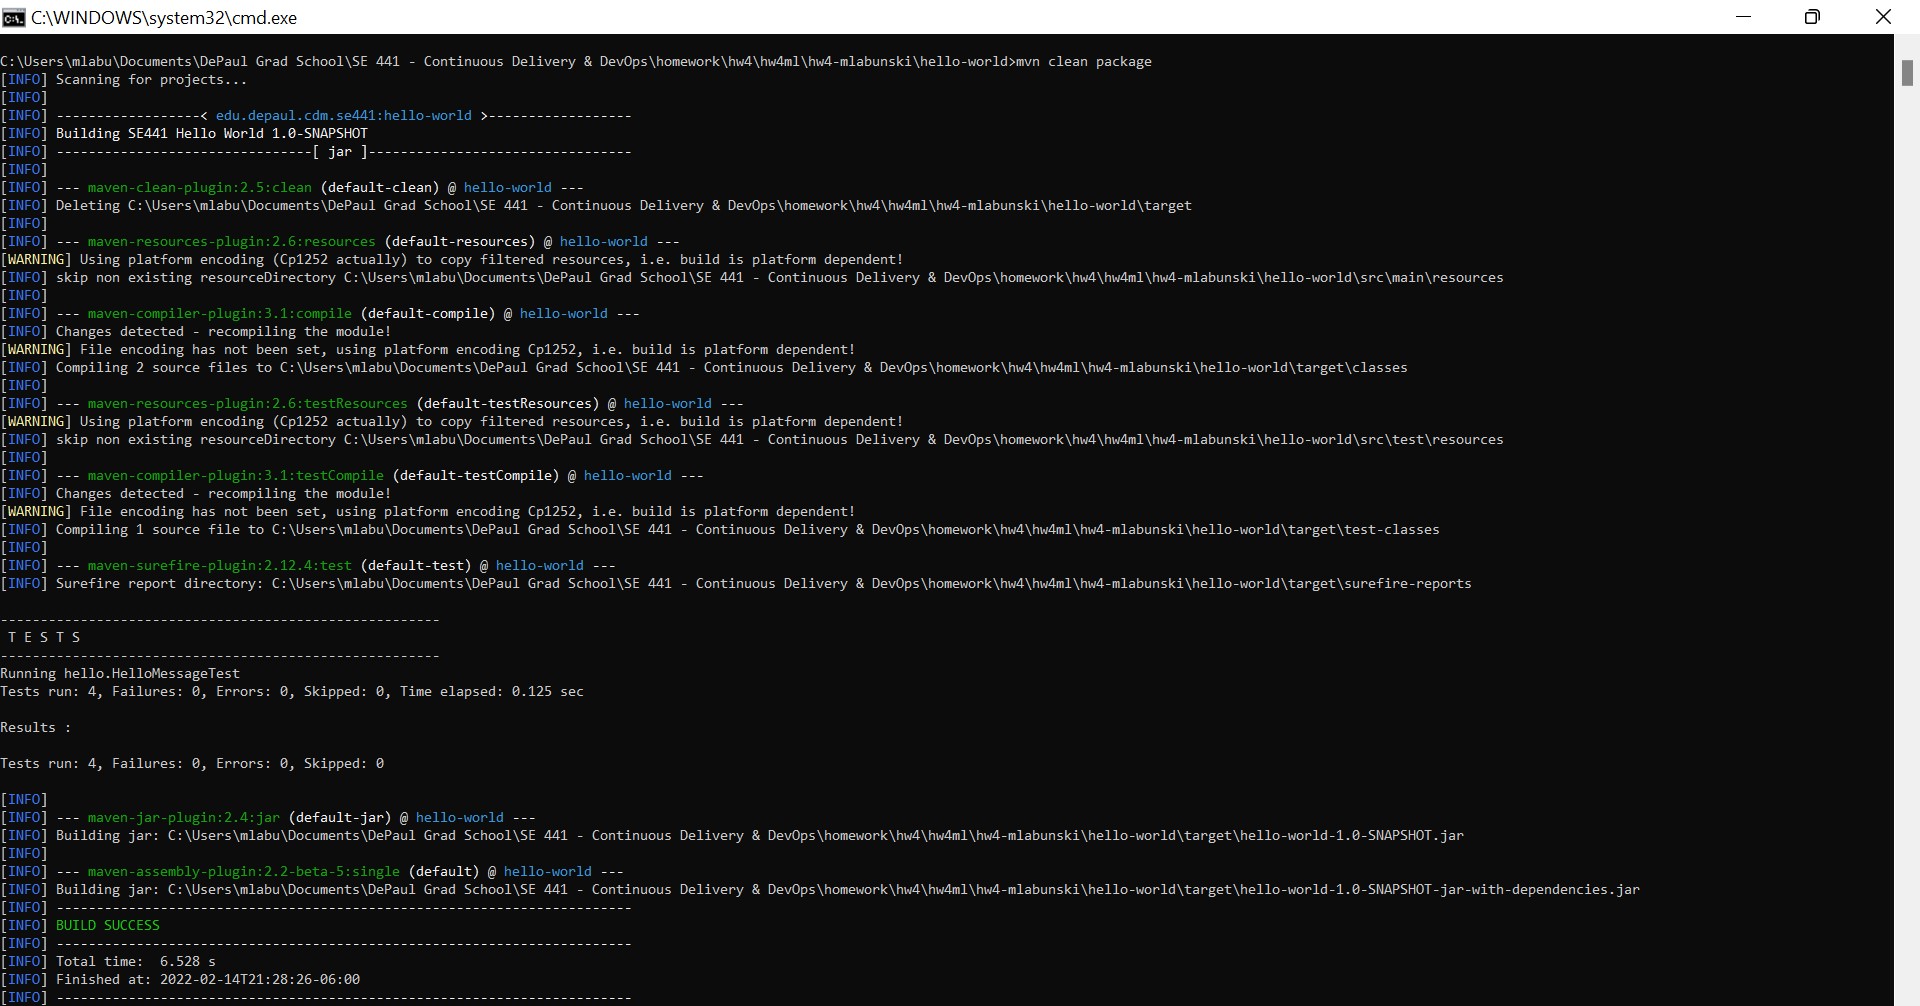 C:\WINDOWS\system32\cmd.exe
C:\Users\mlabu\Documents\DePaul Grad School\SE 441 - Continuous Delivery & DevOps\homework\hw4\hw4ml\hw4-mlabunski\hello-world>mvn clean package
[INFO] Scanning for projects...
[INFO]
[INFO] ------------------< edu.depaul.cdm.se441:hello-world >------------------
[INFO] Building SE441 Hello World 1.0-SNAPSHOT
[INFO] --------------------------------[ jar ]---------------------------------
[INFO]
[INFO] --- maven-clean-plugin:2.5:clean (default-clean) @ hello-world ---
[INFO] Deleting C:\Users\mlabu\Documents\DePaul Grad School\SE 441 - Continuous Delivery & DevOps\homework\hw4\hw4ml\hw4-mlabunski\hello-world\target
[INFO]
[INFO] --- maven-resources-plugin:2.6:resources (default-resources) @ hello-world ---
[WARNING] Using platform encoding (Cp1252 actually) to copy filtered resources, i.e. build is platform dependent!
[INFO] skip non existing resourceDirectory C:\Users\mlabu\Documents\DePaul Grad School\SE 441 - Continuous Delivery & DevOps\homework\hw4\hw4ml\hw4-mlabunski\hello-world\src\main\resources
[INFO]
[INFO] --- maven-compiler-plugin:3.1:compile (default-compile) @ hello-world ---
[INFO] Changes detected - recompiling the module!
[WARNING] File encoding has not been set, using platform encoding Cp1252, i.e. build is platform dependent!
[INFO] Compiling 2 source files to C:\Users\mlabu\Documents\DePaul Grad School\SE 441 - Continuous Delivery & DevOps\homework\hw4\hw4ml\hw4-mlabunski\hello-world\target\classes
[INFO]
[INFO] --- maven-resources-plugin:2.6:testResources (default-testResources) @ hello-world ---
[WARNING] Using platform encoding (Cp1252 actually) to copy filtered resources, i.e. build is platform dependent!
[INFO] skip non existing resourceDirectory C:\Users\mlabu\Documents\DePaul Grad School\SE 441 - Continuous Delivery & DevOps\homework\hw4\hw4ml\hw4-mlabunski\hello-world\src\test\resources
[INFO]
[INFO] --- maven-compiler-plugin:3.1:testCompile (default-testCompile) @ hello-world ---
[INFO] Changes detected - recompiling the module!
[WARNING] File encoding has not been set, using platform encoding Cp1252, i.e. build is platform dependent!
[INFO] Compiling 1 source file to C:\Users\mlabu\Documents\DePaul Grad School\SE 441 - Continuous Delivery & DevOps\homework\hw4\hw4ml\hw4-mlabunski\hello-world\target\test-classes
[INFO]
[INFO] --- maven-surefire-plugin:2.12.4:test (default-test) @ hello-world ---
[INFO] Surefire report directory: C:\Users\mlabu\Documents\DePaul Grad School\SE 441 - Continuous Delivery & DevOps\homework\hw4\hw4ml\hw4-mlabunski\hello-world\target\surefire-reports
-------------------------------------------------------
T E S T S
-------------------------------------------------------
Running hello.HelloMessageTest
Tests run: 4, Failures: 0, Errors: 0, Skipped: 0, Time elapsed: 0.125 sec
Results :
Tests run: 4, Failures: 0, Errors: 0, Skipped: 0
[INFO]
[INFO] --- maven-jar-plugin:2.4:jar (default-jar) @ hello-world ---
[INFO] Building jar: C:\Users\mlabu\Documents\DePaul Grad School\SE 441 - Continuous Delivery & DevOps\homework\hw4\hw4ml\hw4-mlabunski\hello-world\target\hello-world-1.0-SNAPSHOT.jar
[INFO]
[INFO] --- maven-assembly-plugin:2.2-beta-5:single (default) @ hello-world ---
[INFO] Building jar: C:\Users\mlabu\Documents\DePaul Grad School\SE 441 - Continuous Delivery & DevOps\homework\hw4\hw4ml\hw4-mlabunski\hello-world\target\hello-world-1.0-SNAPSHOT-jar-with-dependencies.jar
[INFO] ------------------------------------------------------------------------
[INFO] BUILD SUCCESS
[INFO] ------------------------------------------------------------------------
[INFO] Total time:  6.528 s
[INFO] Finished at: 2022-02-14T21:28:26-06:00
[INFO] ------------------------------------------------------------------------